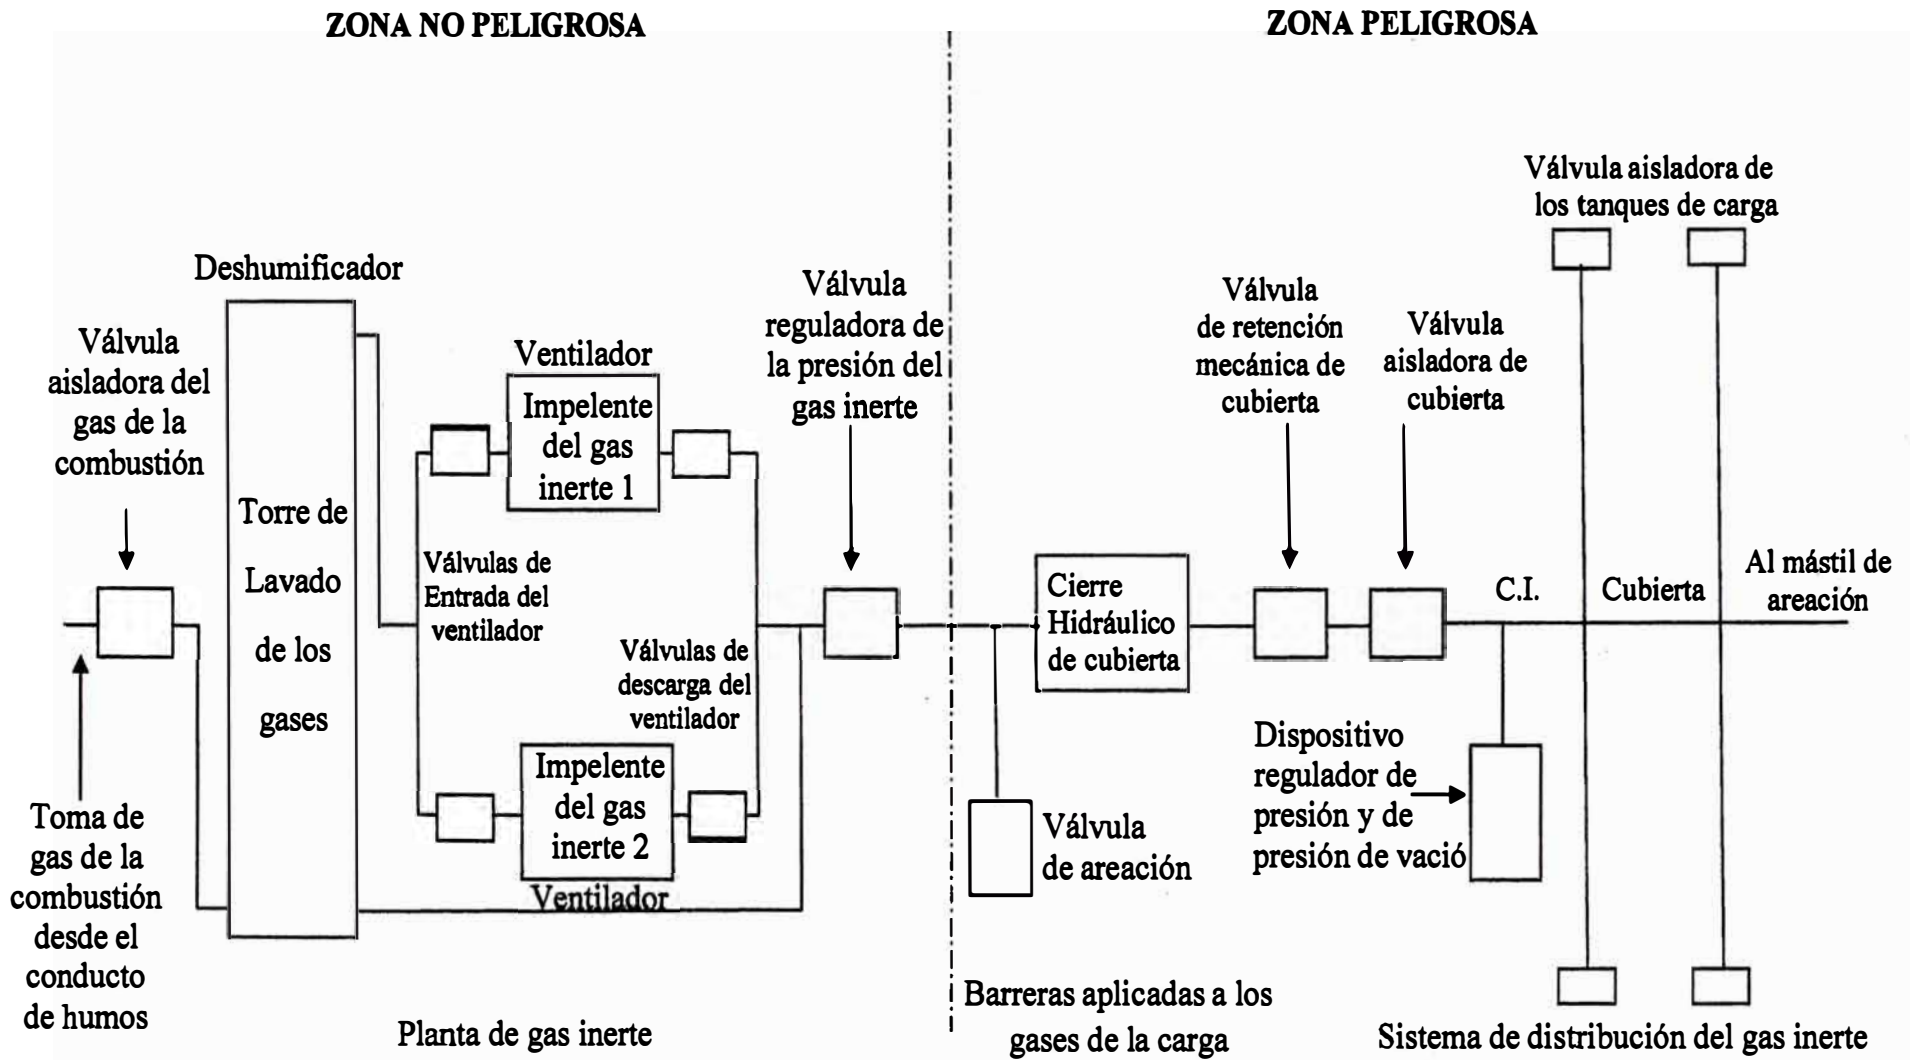 ZONA NO PELIGROSA
ZONA PELIGROSA
Válvula aisladora de
los tanques de carga
Deshumificador
Válvula
aisladora del
gas de la
combustión
Ventilador
Impelente
del gas
inerte 1
Válvula
reguladora de
la presión del
gas inerte
Válvula
de retención
mecánica de
cubierta
Válvula
aisladora de
cubierta
Torre de
Lavado
de los
gases
Válvulas de
Entrada del
ventilador
Válvulas de
descarga del
ventilador
Cierre
Hidráulico
de cubierta
C.I.
Cubierta
Al mástil de
areación
Impelente
del gas
inerte 2
Ventilador
Toma de
gas de la
combustión
desde el
conducto
de humos
Válvula
de areación
Dispositivo
regulador de
presión y de
presión de vació
Planta de gas inerte
Barreras aplicadas a los
gases de la carga
Sistema de distribución del gas inerte